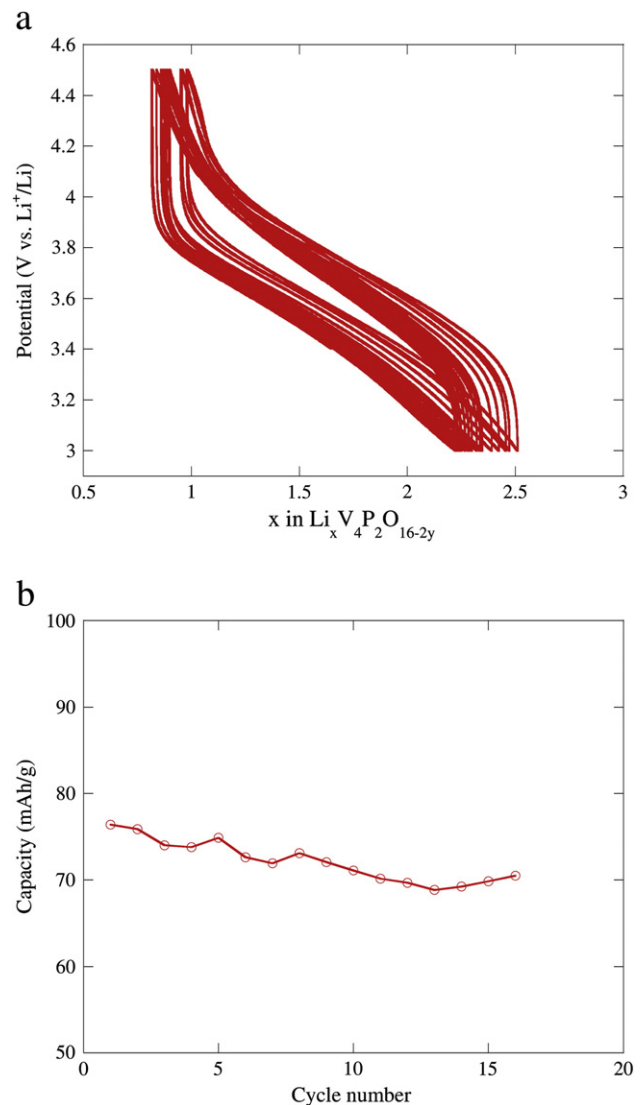 a
4.6
4.4
4.2
4
3.8
3.6
3.4
3.2
3
Potential (V vs. Li⁺/Li)
0.5 1 1.5 2 2.5 3
x in LiₓV₄P₂O₁₆₋₂ᵧ
b
100
90
80
70
60
50
Capacity (mAh/g)
0 5 10 15 20
Cycle number